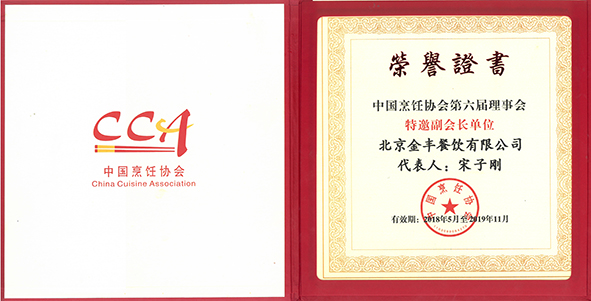 CCA
中国烹饪协会
China Cuisine Association
榮譽證書
中国烹饪协会第六届理事会
特邀副会长单位
北京金丰餐饮有限公司
代表人：宋子刚
中国烹饪协会
有效期：2018年5月至2019年11月